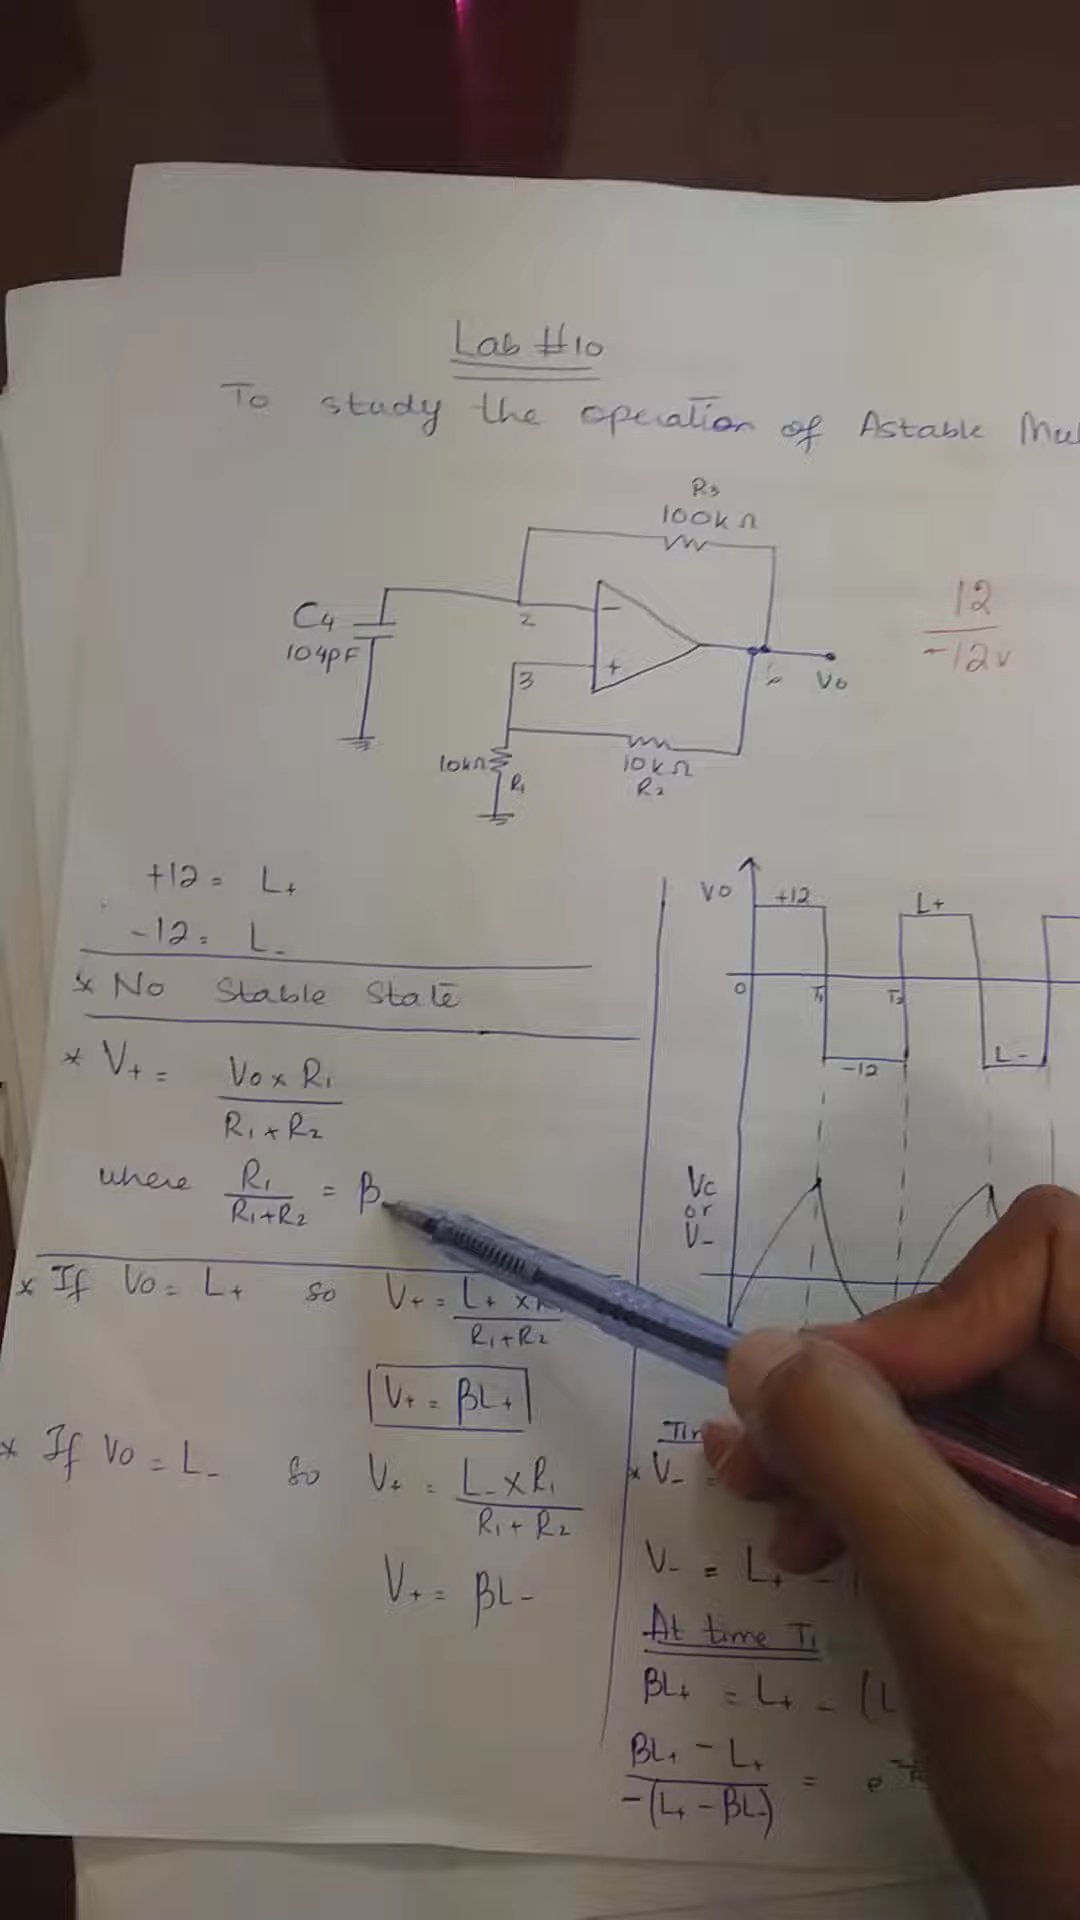 Lab #10
To study the operation of Astable
R3
100kΩ
C4
104pF
2
−
+
3
Vo
12
-12v
10kΩ
R1
10kΩ
R2
+12 = L+
-12 = L-
* No Stable State
* V+ = Vo x R1
R1 + R2
where R1 = β
R1+R2
* If Vo = L+ so V+ = L+ x
R1+R2
V+ = βL+
* If Vo = L- so V+ = L- x R1
R1 + R2
V+ = βL-
Vo
+12
L+
0
T1
T2
-12
L-
Vc
or
V-
* V- =
V- = L+ -
At time T1
βL+ = L+ - (L
βL+ - L+ = e
-(L+ - βL-)